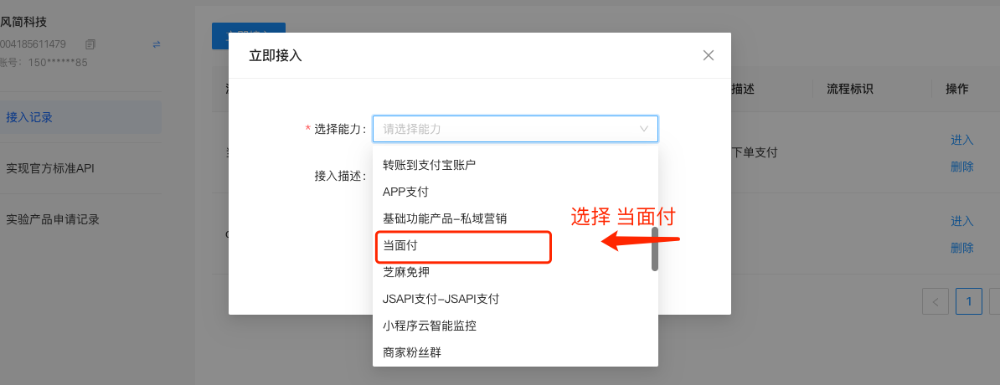 风简科技
004185611479
账号：150******85
接入记录
实现官方标准API
实验产品申请记录
立即接入
描述
流程标识
操作
进入
下单支付
删除
进入
删除
1
* 选择能力：
请选择能力
接入描述：
转账到支付宝账户
APP支付
基础功能产品-私域营销
当面付
芝麻免押
JSAPI支付-JSAPI支付
小程序云智能监控
商家粉丝群
选择 当面付